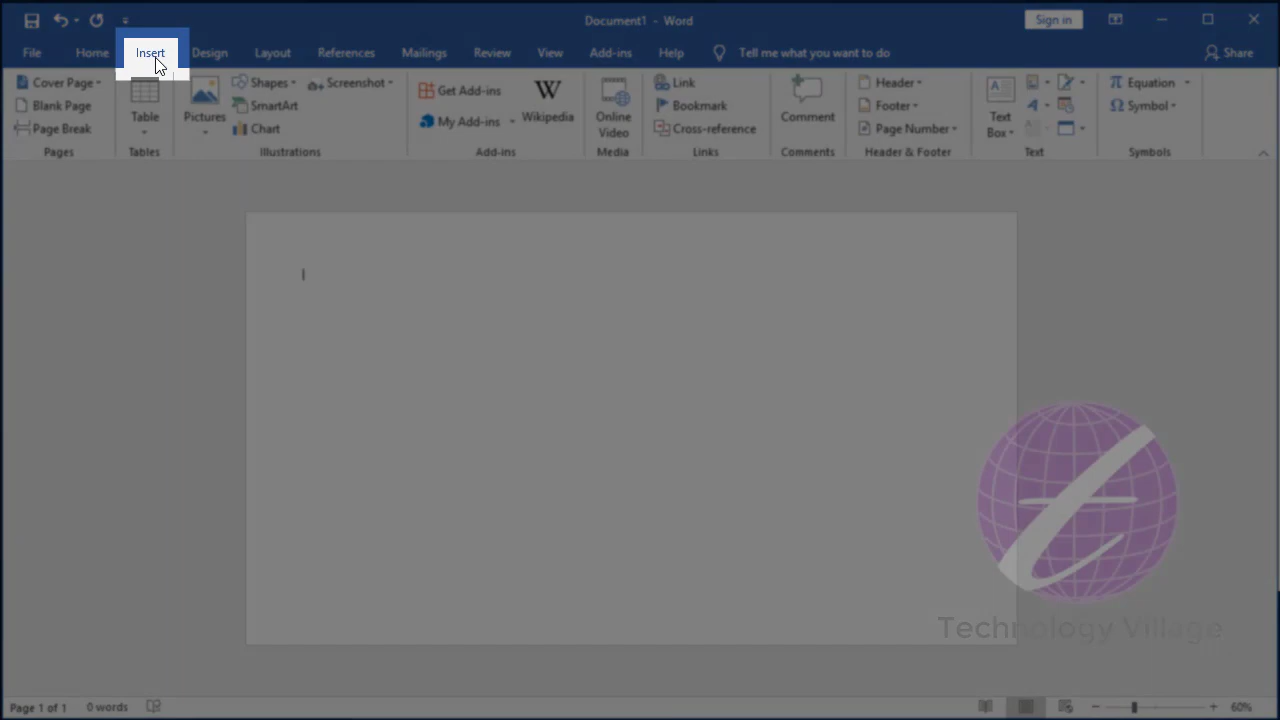 Document1 - Word
Sign in
File Home Insert Design Layout References Mailings Review View Add-ins Help Tell me what you want to do Share
Cover Page
Blank Page
Page Break
Pages
Table
Tables
Pictures
Shapes
SmartArt
Chart
Screenshot
Illustrations
Get Add-ins
My Add-ins
W
Wikipedia
Add-ins
Online
Video
Media
Link
Bookmark
Cross-reference
Links
Comment
Comments
Header
Footer
Page Number
Header & Footer
Text
Box
Text
Equation
Symbol
Symbols
Technology Village
Page 1 of 1 0 words 60%